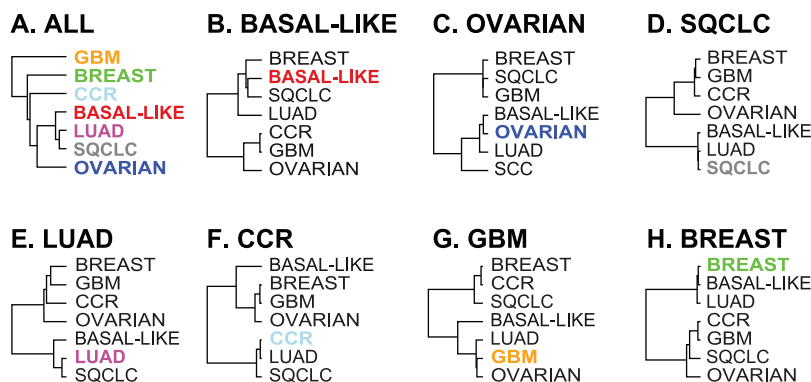 A. ALL
GBM
BREAST
CCR
BASAL-LIKE
LUAD
SQCLC
OVARIAN
B. BASAL-LIKE
BREAST
BASAL-LIKE
SQCLC
LUAD
CCR
GBM
OVARIAN
C. OVARIAN
BREAST
SQCLC
GBM
BASAL-LIKE
OVARIAN
LUAD
SCC
D. SQCLC
BREAST
GBM
CCR
OVARIAN
BASAL-LIKE
LUAD
SQCLC
E. LUAD
BREAST
GBM
CCR
OVARIAN
BASAL-LIKE
LUAD
SQCLC
F. CCR
BASAL-LIKE
BREAST
GBM
OVARIAN
CCR
LUAD
SQCLC
G. GBM
BREAST
CCR
SQCLC
BASAL-LIKE
LUAD
GBM
OVARIAN
H. BREAST
BREAST
BASAL-LIKE
LUAD
CCR
GBM
SQCLC
OVARIAN